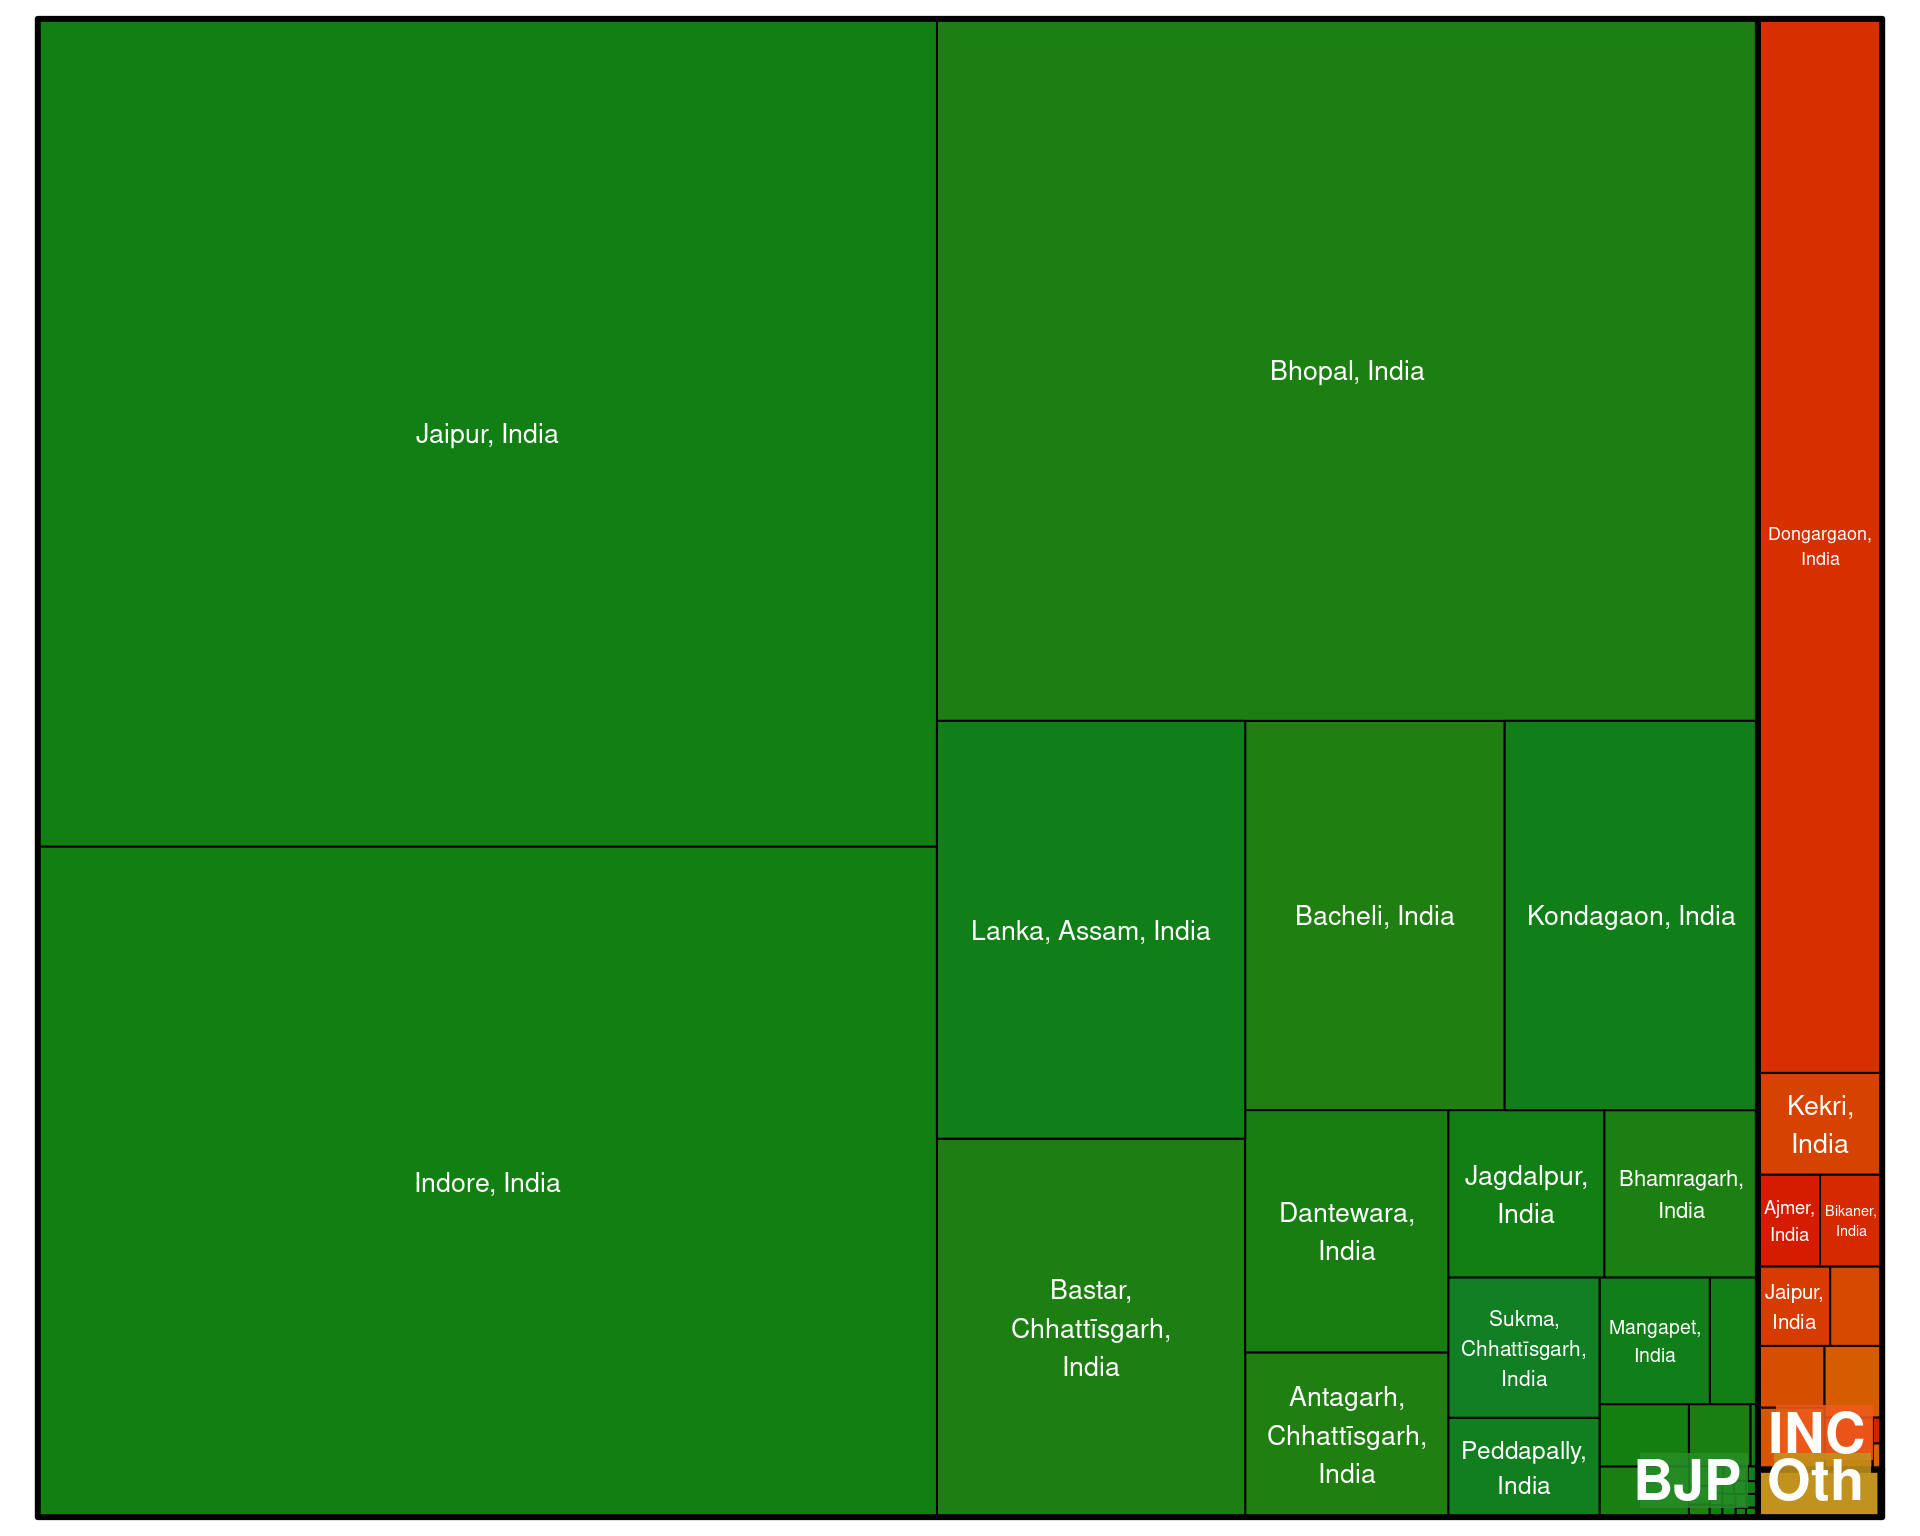 Jaipur, India
Indore, India
Bhopal, India
Lanka, Assam, India
Bastar,
Chhattīsgarh,
India
Bacheli, India
Kondagaon, India
Dantewara,
India
Antagarh,
Chhattīsgarh,
India
Jagdalpur,
India
Bhamragarh,
India
Sukma,
Chhattīsgarh,
India
Mangapet,
India
Peddapally,
India
BJP
Dongargaon,
India
Kekri,
India
Ajmer,
India
Bikaner,
India
Jaipur,
India
INC
Oth